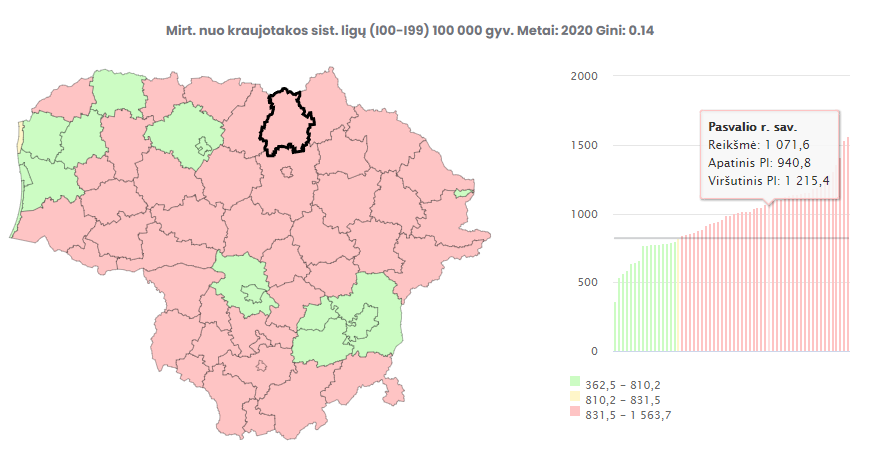 Mirt. nuo kraujotakos sist. ligų (I00-I99) 100 000 gyv. Metai: 2020 Gini: 0.14
2000
1500
1000
500
0
Pasvalio r. sav.
Reikšmė: 1 071,6
Apatinis PI: 940,8
Viršutinis PI: 1 215,4
362,5 – 810,2
810,2 – 831,5
831,5 – 1 563,7